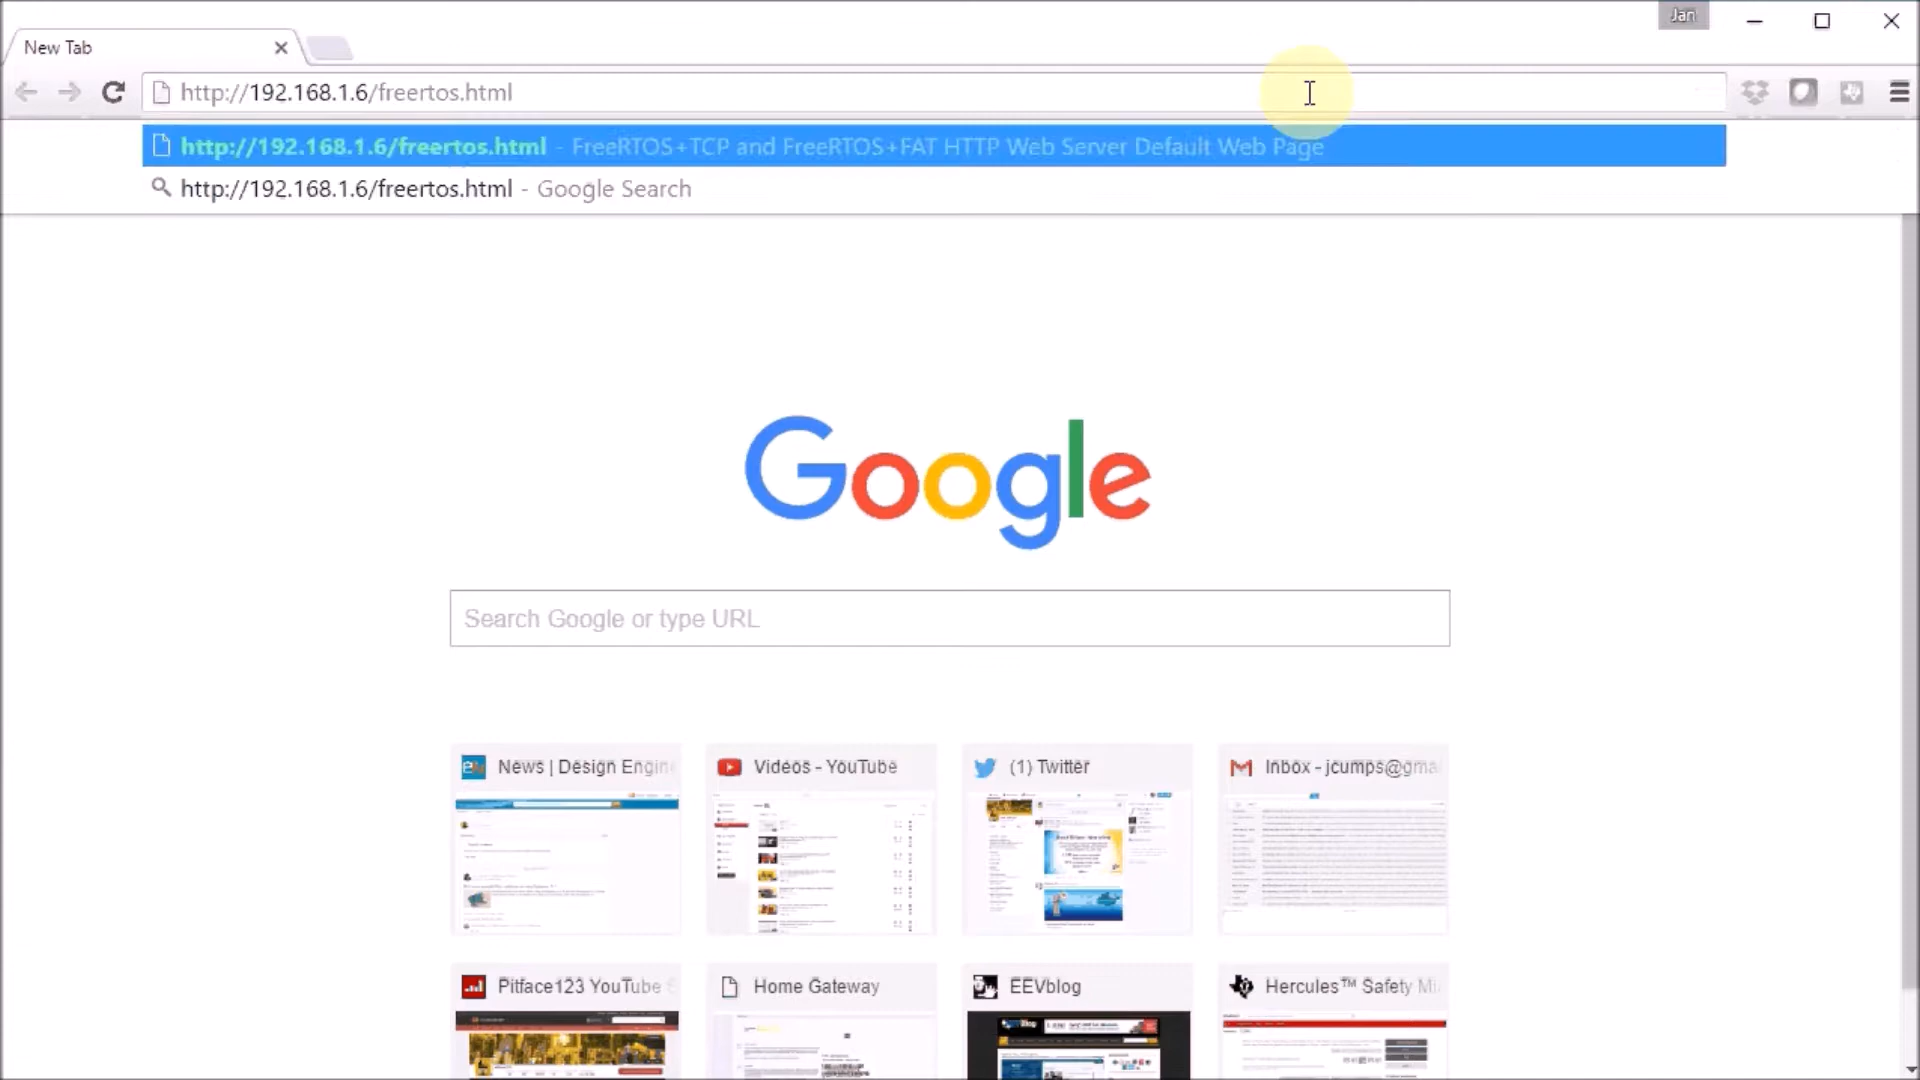 Jan
New Tab
http://192.168.1.6/freertos.html
http://192.168.1.6/freertos.html - FreeRTOS+TCP and FreeRTOS+FAT HTTP Web Server Default Web Page
http://192.168.1.6/freertos.html - Google Search
Google
Search Google or type URL
News | Design Engin
Videos - YouTube
(1) Twitter
Inbox - jcumps@gma
Pitface123 YouTube S
Home Gateway
EEVblog
Hercules™ Safety Mi